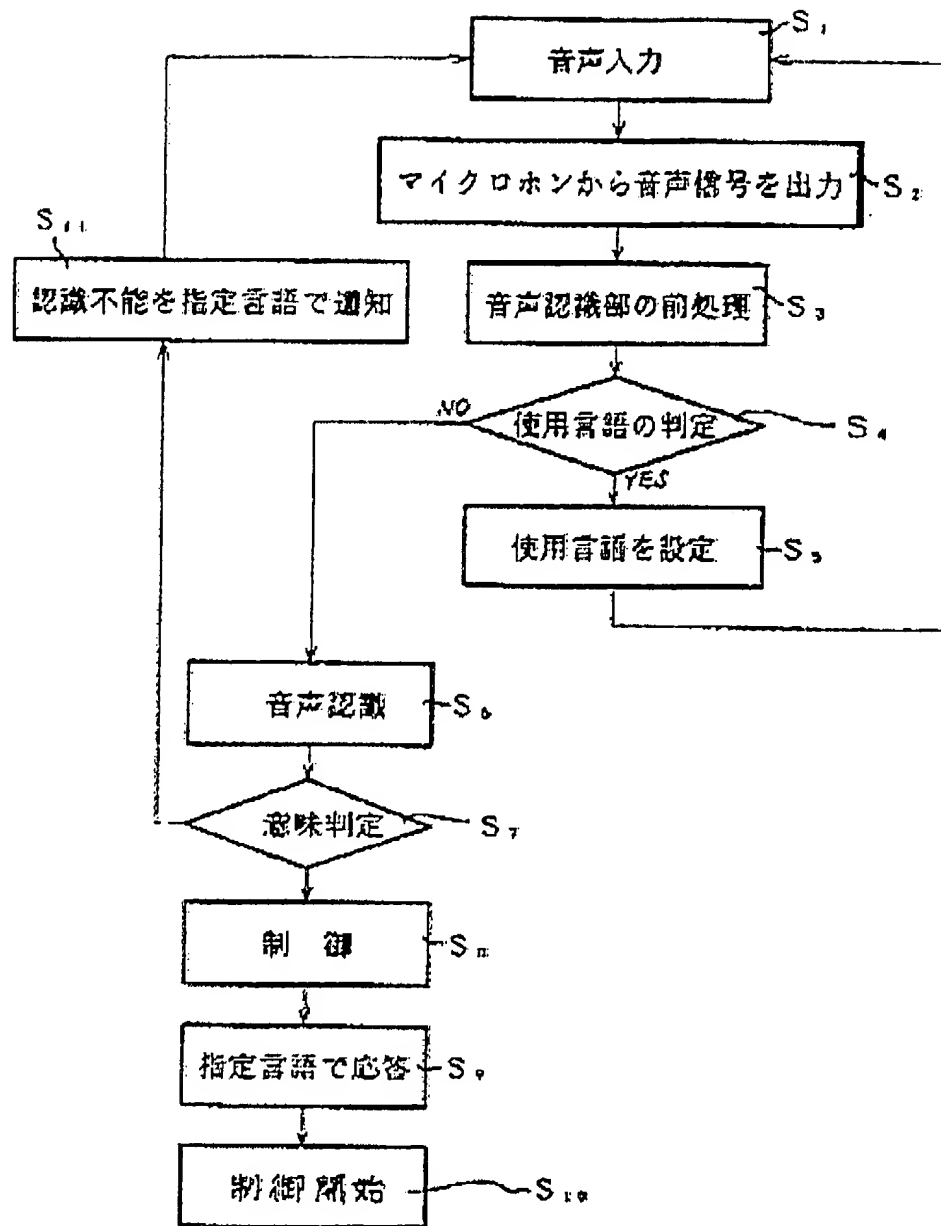 音声入力
S1
マイクロホンから音声信号を出力
S2
S11
認識不能を指定言語で通知
音声認識部の前処理
S3
NO
使用言語の判定
S4
YES
使用言語を設定
S5
音声認識
S6
意味判定
S7
制 御
S8
指定言語で応答
S9
制御開始
S10